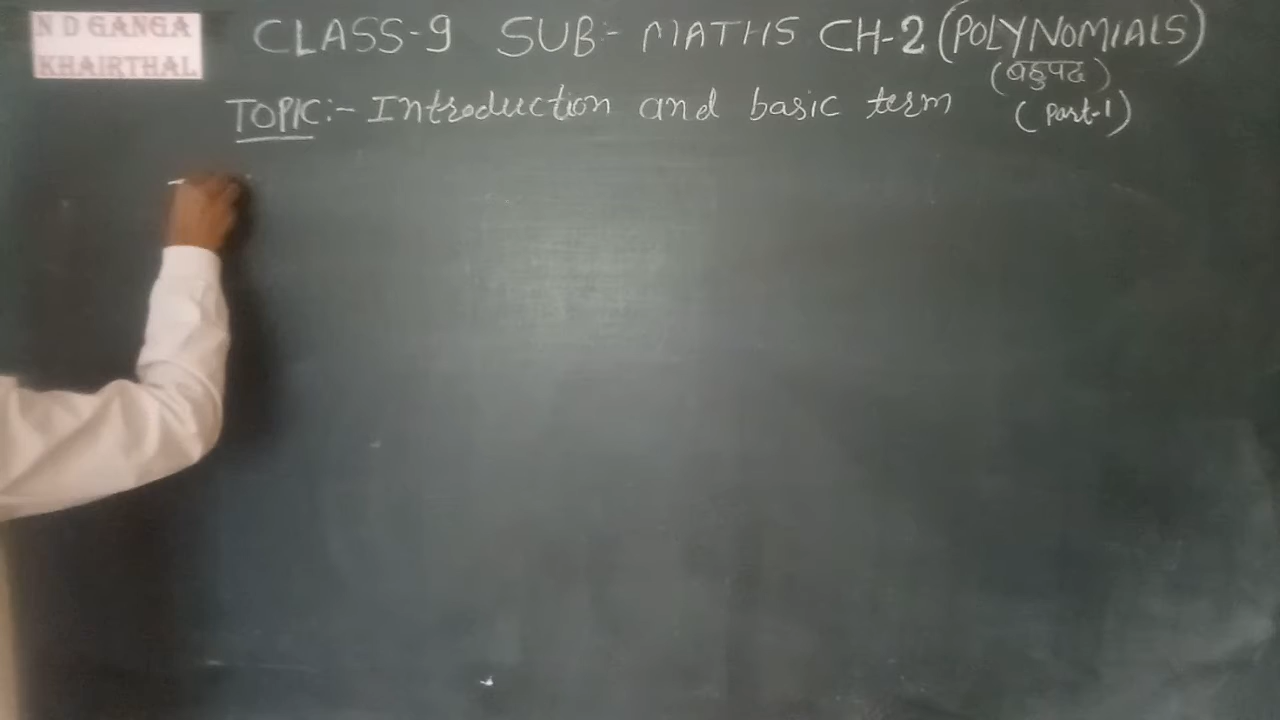 N D GANGA
KHAIRTHAL
CLASS-9 SUB:- MATHS CH-2 (POLYNOMIALS)
(बहुपद)
TOPIC:- Introduction and basic term (Part-1)